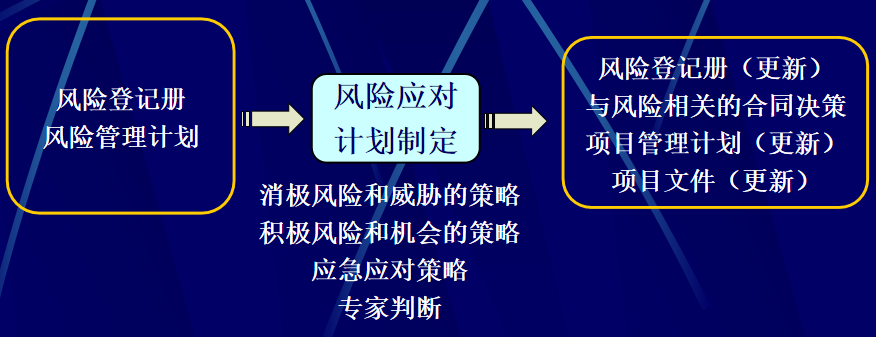 风险登记册
风险管理计划
风险应对
计划制定
消极风险和威胁的策略
积极风险和机会的策略
应急应对策略
专家判断
风险登记册（更新）
与风险相关的合同决策
项目管理计划（更新）
项目文件（更新）